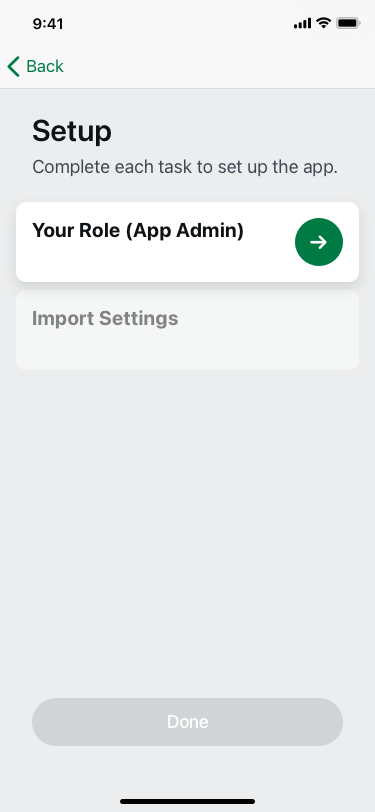 9:41
Back
Setup
Complete each task to set up the app.
Your Role (App Admin)
Import Settings
Done